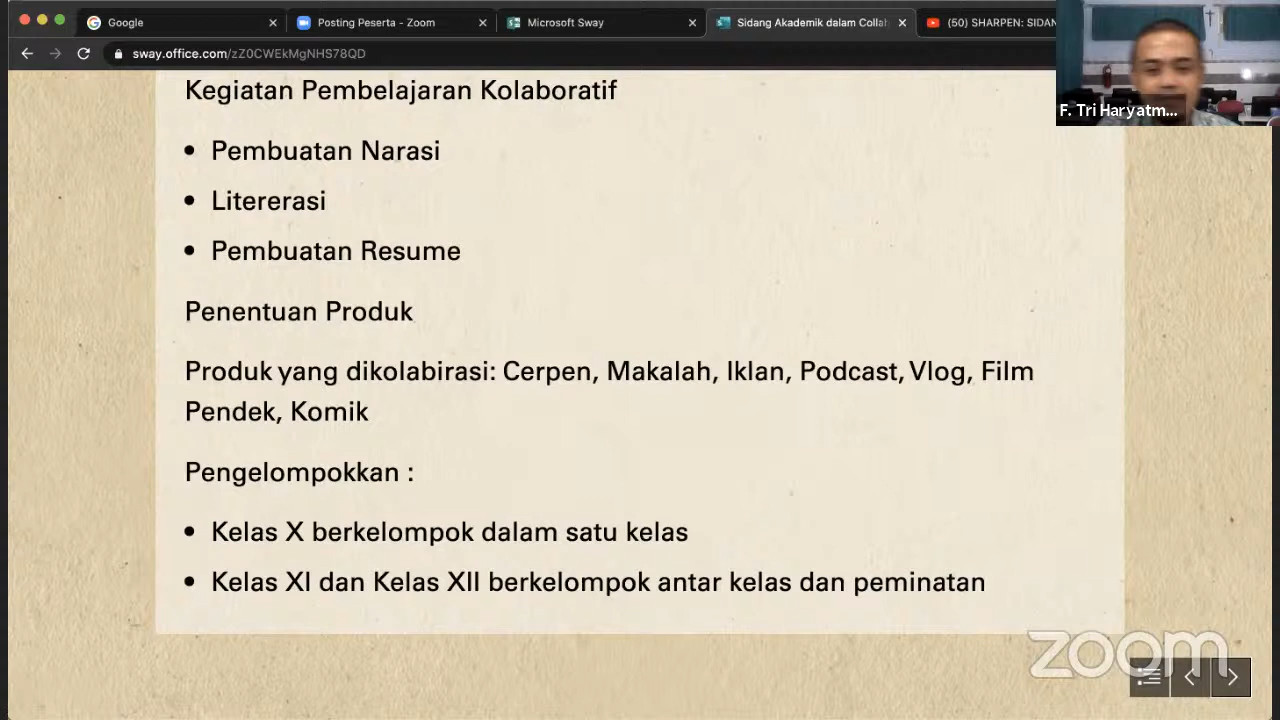 Google
Posting Peserta - Zoom
Microsoft Sway
Sidang Akademik dalam Collab
(50) SHARPEN: SIDAN
sway.office.com/zZ0CWEkMgNHS78QD
F. Tri Haryatm...
Kegiatan Pembelajaran Kolaboratif
• Pembuatan Narasi
• Litererasi
• Pembuatan Resume
Penentuan Produk
Produk yang dikolabirasi: Cerpen, Makalah, Iklan, Podcast, Vlog, Film
Pendek, Komik
Pengelompokkan :
• Kelas X berkelompok dalam satu kelas
• Kelas XI dan Kelas XII berkelompok antar kelas dan peminatan
zoom